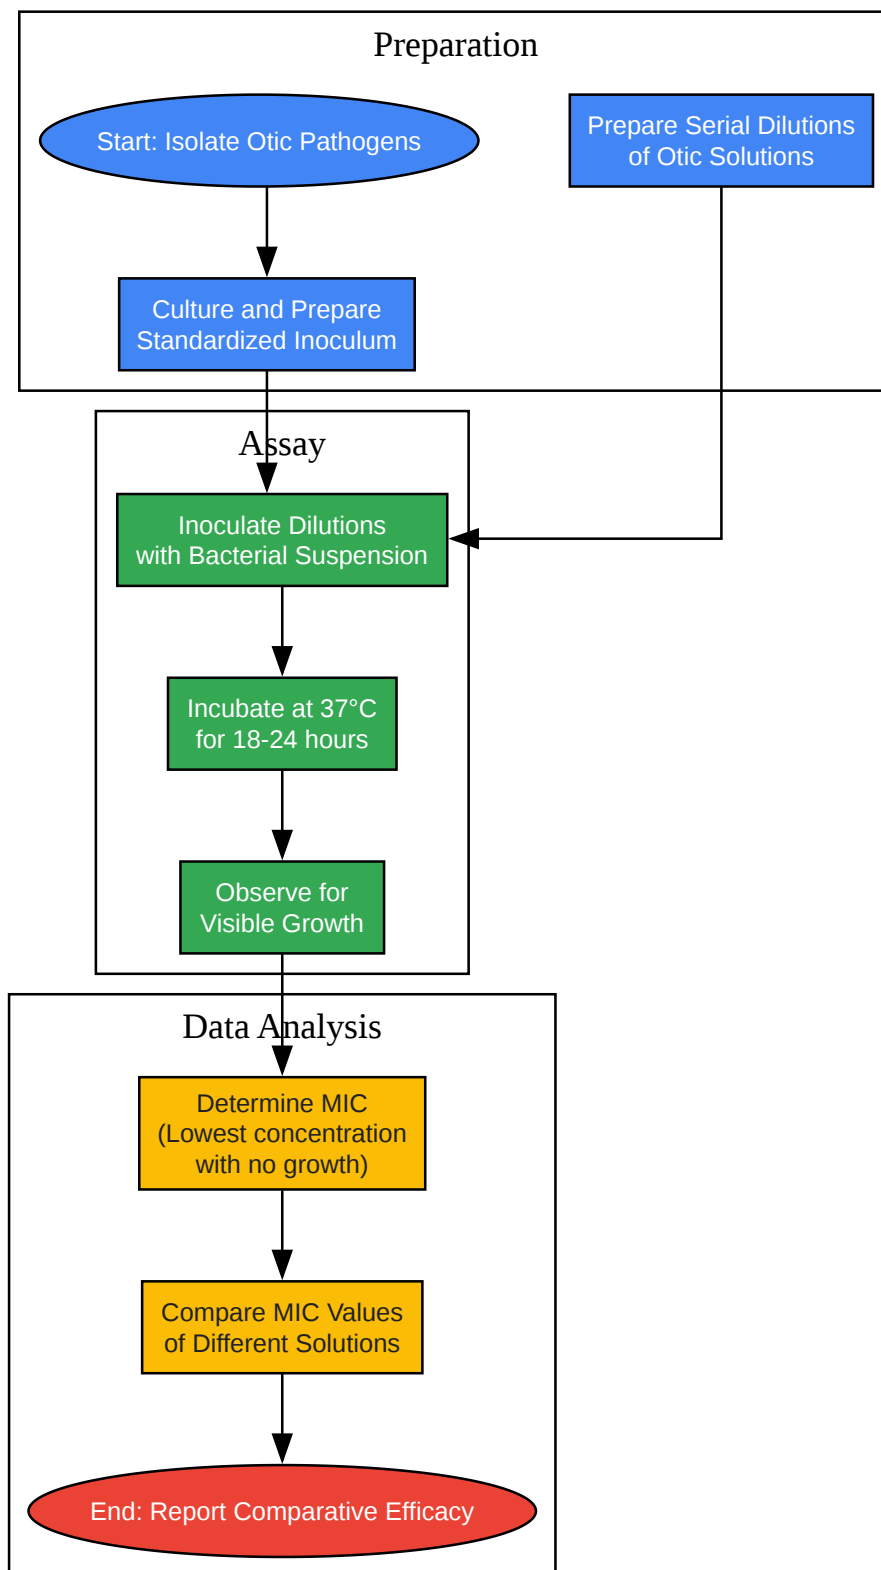 Preparation
Start: Isolate Otic Pathogens
Prepare Serial Dilutions
of Otic Solutions
Culture and Prepare
Standardized Inoculum
Assay
Inoculate Dilutions
with Bacterial Suspension
Incubate at 37°C
for 18-24 hours
Observe for
Visible Growth
Data Analysis
Determine MIC
(Lowest concentration
with no growth)
Compare MIC Values
of Different Solutions
End: Report Comparative Efficacy